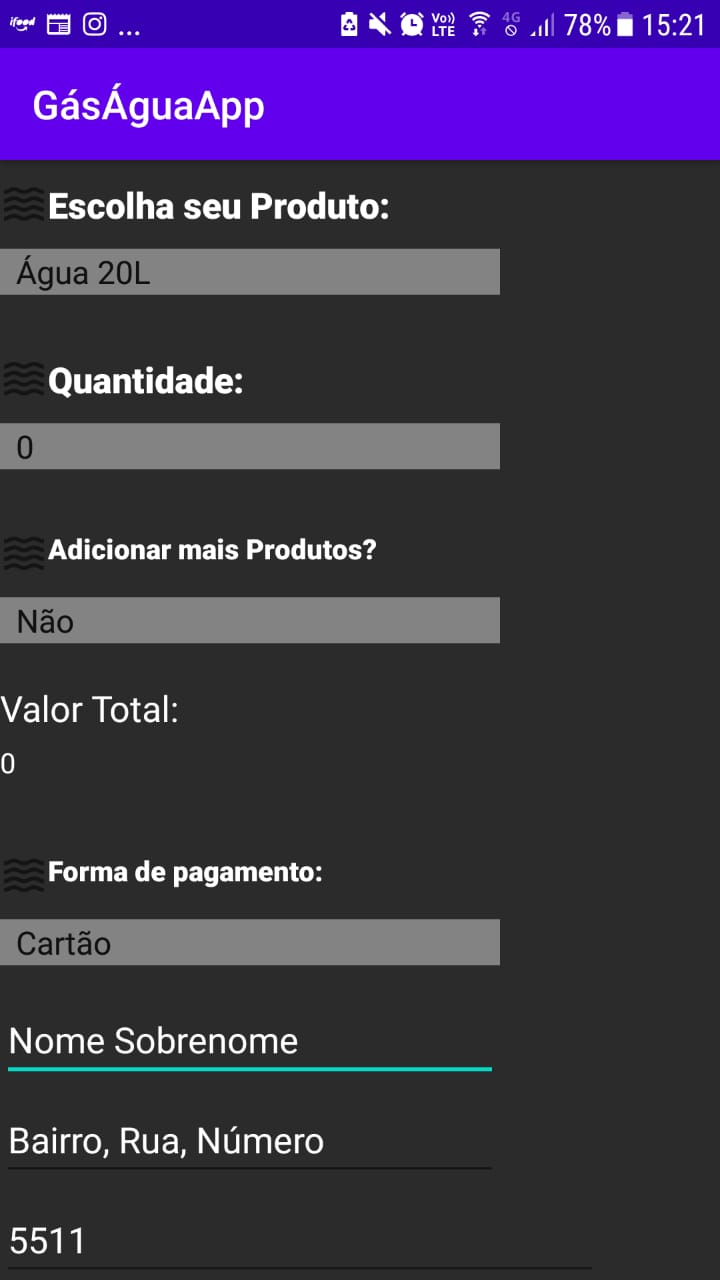 ifood
...
Vo))
LTE
4G
78%
15:21
GásÁguaApp
Escolha seu Produto:
Água 20L
Quantidade:
0
Adicionar mais Produtos?
Não
Valor Total:
0
Forma de pagamento:
Cartão
Nome Sobrenome
Bairro, Rua, Número
5511